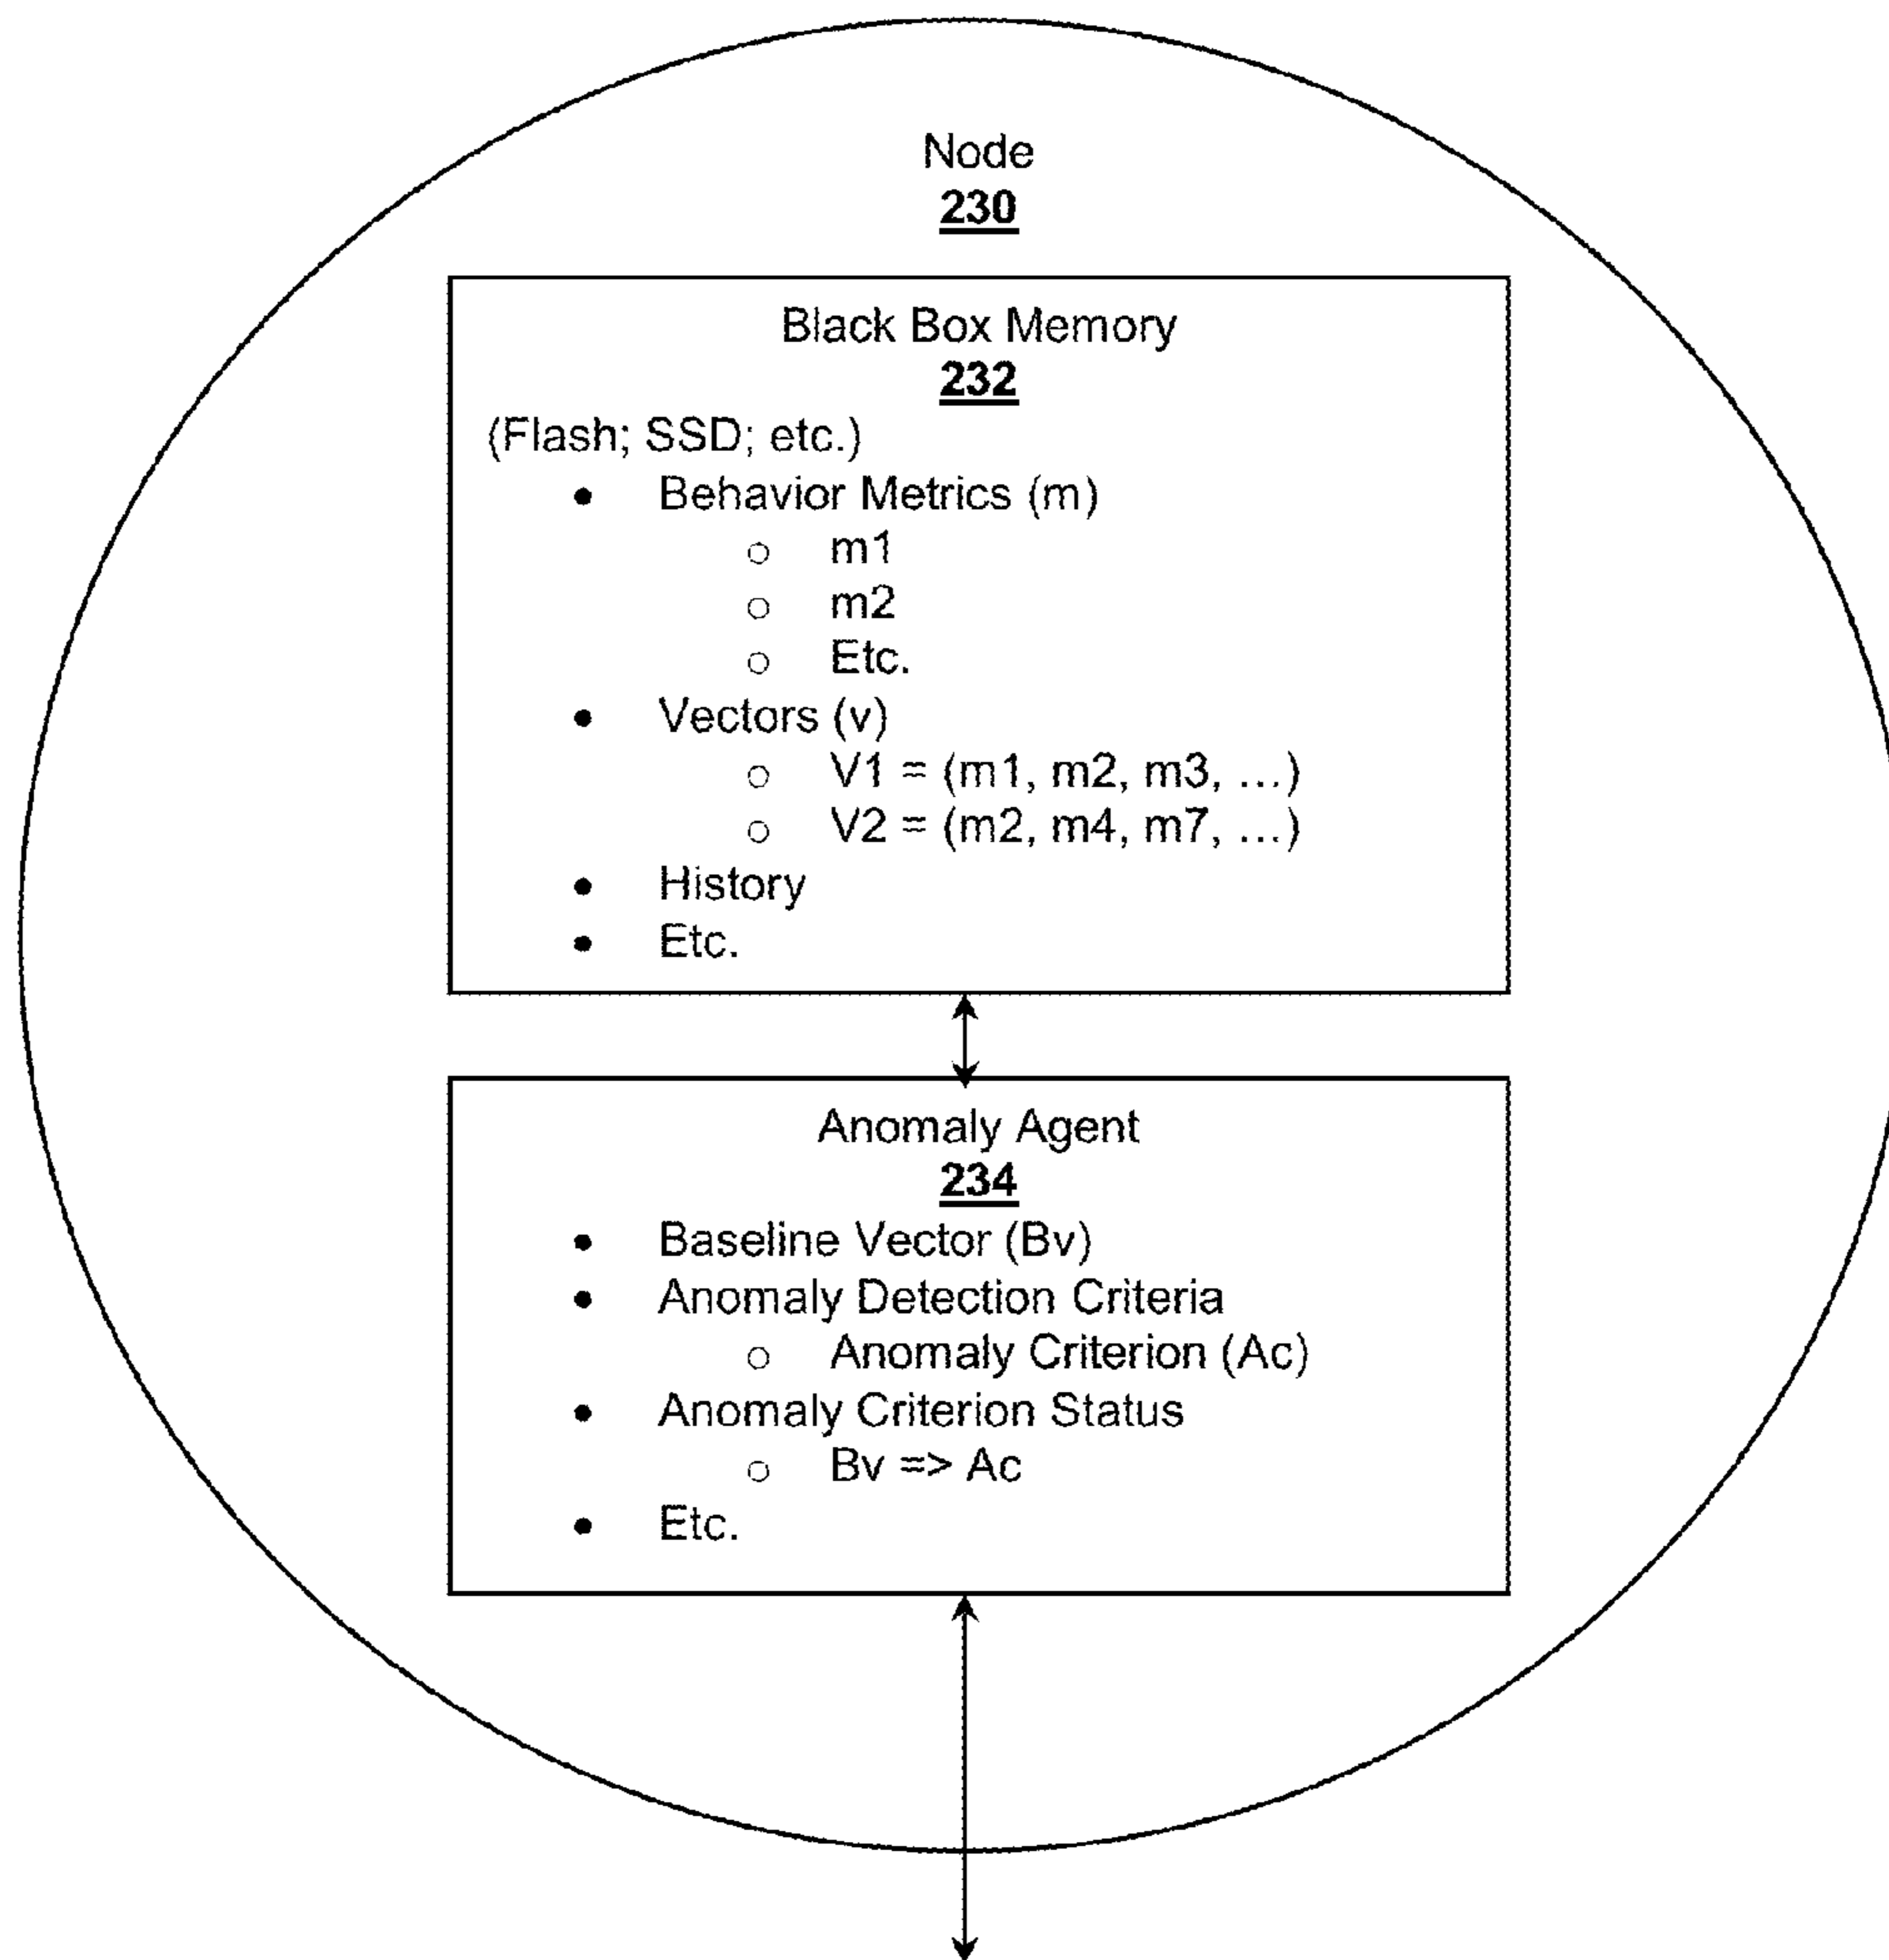 Node
230
Black Box Memory
232
(Flash; SSD; etc.)
• Behavior Metrics (m)
○ m1
○ m2
○ Etc.
• Vectors (v)
○ V1 = (m1, m2, m3, …)
○ V2 = (m2, m4, m7, …)
• History
• Etc.
Anomaly Agent
234
• Baseline Vector (Bv)
• Anomaly Detection Criteria
○ Anomaly Criterion (Ac)
• Anomaly Criterion Status
○ Bv => Ac
• Etc.